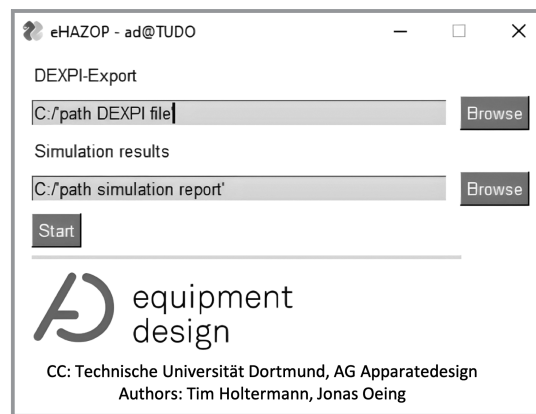 eHAZOP - ad@TUDO
DEXPI-Export
C:/'path DEXPI file' Browse
Simulation results
C:/'path simulation report' Browse
Start
equipment
design
CC: Technische Universität Dortmund, AG Apparatedesign
Authors: Tim Holtermann, Jonas Oeing